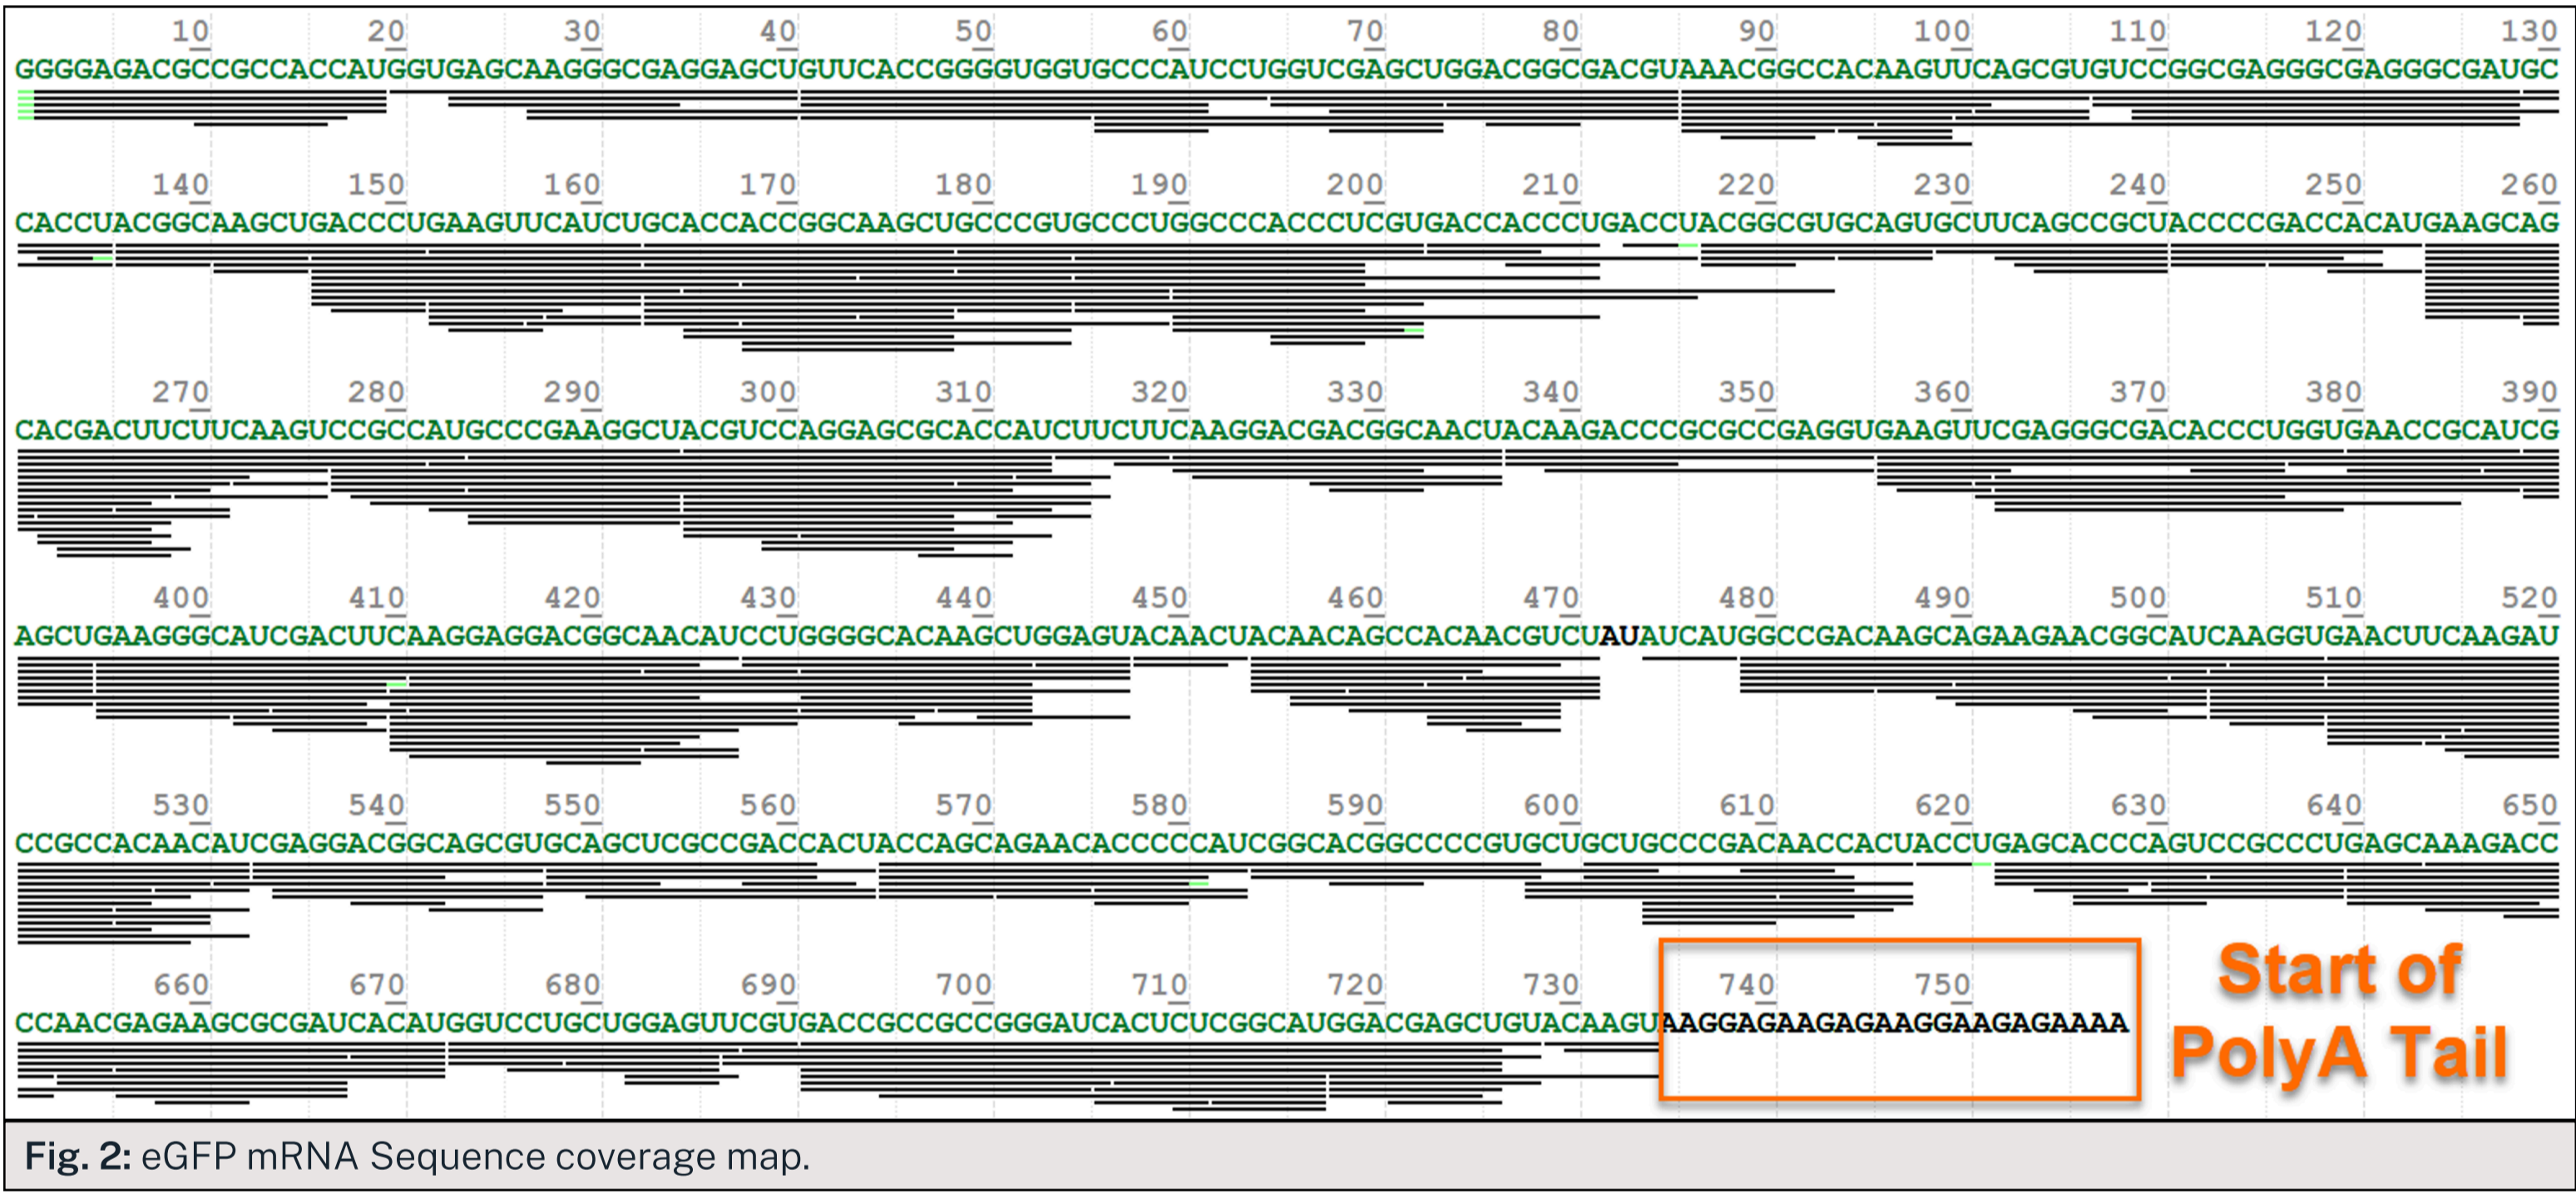 10 20 30 40 50 60 70 80 90 100 110 120 130
GGGGAGACGCCGCCACCAUGGUGAGCAAGGGCGAGGAGCUGUUCACCGGGGUGGUGCCCAUCCUGGUCGAGCUGGACGGCGACGUAAACGGCCACAAGUUCAGCGUGUCCGGCGAGGGCGAGGGCGAUGC
140 150 160 170 180 190 200 210 220 230 240 250 260
CACCUACGGCAAGCUGACCCUGAAGUUCAUCUGCACCACCGGCAAGCUGCCCGUGCCCUGGCCCACCCUCGUGACCACCCUGACCUACGGCGUGCAGUGCUUCAGCCGCUACCCCGACCACAUGAAGCAG
270 280 290 300 310 320 330 340 350 360 370 380 390
CACGACUUCUUCAAGUCCGCCAUGCCCGAAGGCUACGUCCAGGAGCGCACCAUCUUCUUCAAGGACGACGGCAACUACAAGACCCGCGCCGAGGUGAAGUUCGAGGGCGACACCCUGGUGAACCGCAUCG
400 410 420 430 440 450 460 470 480 490 500 510 520
AGCUGAAGGGCAUCGACUUCAAGGAGGACGGCAACAUCCUGGGGCACAAGCUGGAGUACAACUACAACAGCCACAACGUCUAUAUCAUGGCCGACAAGCAGAAGAACGGCAUCAAGGUGAACUUCAAGAU
530 540 550 560 570 580 590 600 610 620 630 640 650
CCGCCACAACAUCGAGGACGGCAGCGUGCAGCUCGCCGACCACUACCAGCAGAACACCCCCAUCGGCGACGGCCCCGUGCUGCUGCCCGACAACCACUACCUGAGCACCCAGUCCGCCCUGAGCAAAGACC
660 670 680 690 700 710 720 730 740 750
CCAACGAGAAGCGCGAUCACAUGGUCCUGCUGGAGUUCGUGACCGCCGCCGGGAUCACUCUCGGCAUGGACGAGCUGUACAAGUAAGGAGAAGAGAAGGAAGAGAAAA
Start of
PolyA Tail
Fig. 2: eGFP mRNA Sequence coverage map.